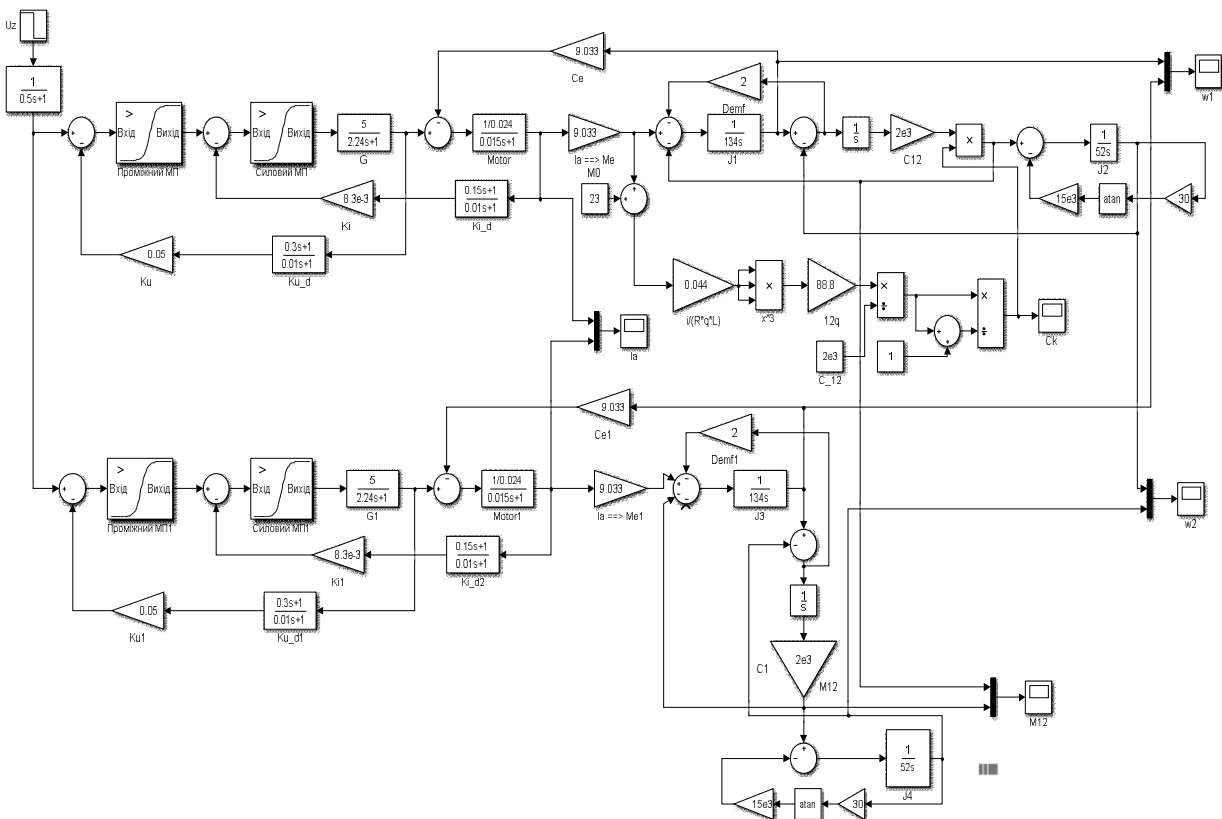 Uz
1
0.5s+1
9.033
Ce
w1
2
Demf
Вхід Вихід
Проміжний МП
Вхід Вихід
Силовий МП
5
2.24s+1
G
1/0.024
0.015s+1
Motor
9.033
Ia ==> Me
M0
1
134s
J1
1
s
2e3
C12
×
1
52s
J2
8.3e-3
Ki
0.15s+1
0.01s+1
Ki_d
23
15e3
atan
30
0.05
Ku
0.3s+1
0.01s+1
Ku_d
0.044
i/(R*q*L)
×
x^3
88.8
12q
×
÷
×
÷
Ck
Ia
2e3
C_12
1
9.033
Ce1
2
Demf1
Вхід Вихід
Проміжний МП1
Вхід Вихід
Силовий МП1
5
2.24s+1
G1
1/0.024
0.015s+1
Motor1
9.033
Ia ==> Me1
1
134s
J3
w2
8.3e-3
Ki1
0.15s+1
0.01s+1
Ki_d2
0.05
Ku1
0.3s+1
0.01s+1
Ku_d1
1
s
2e3
C1
M12
M12
1
52s
J4
15e3
atan
30